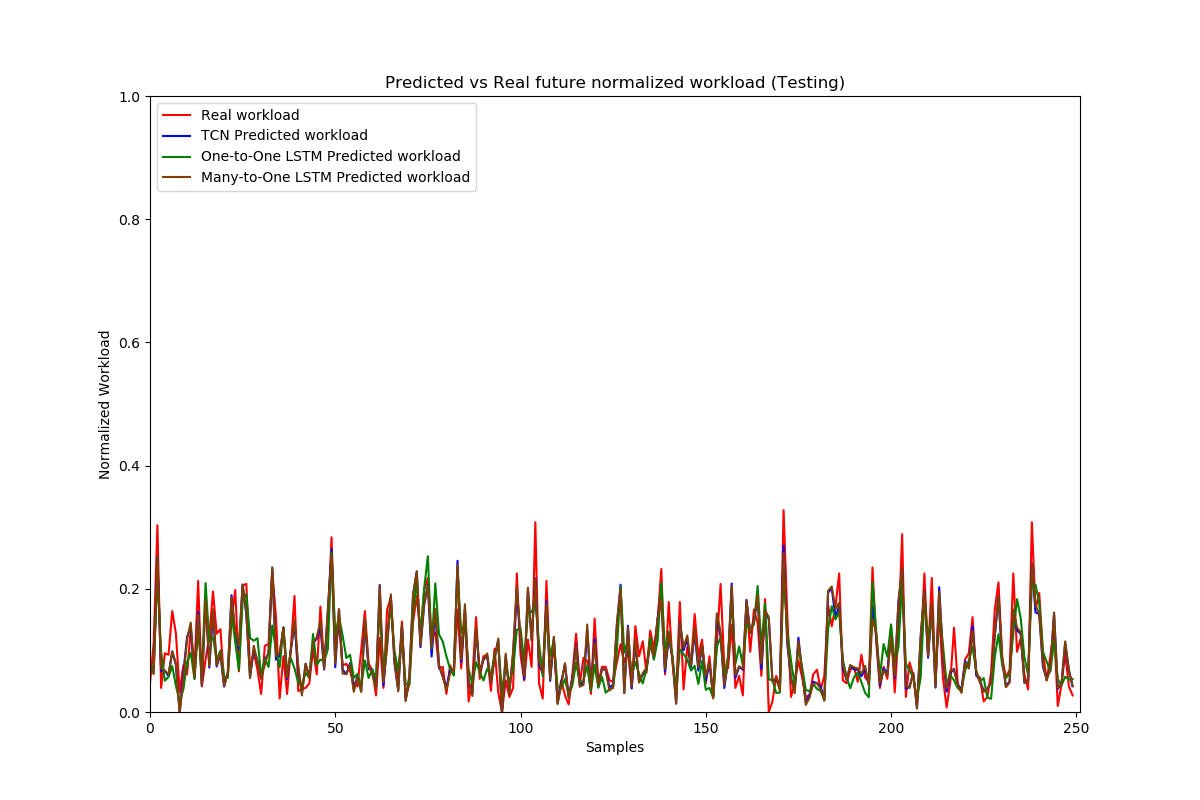 Predicted vs Real future normalized workload (Testing)
1.0
Real workload
TCN Predicted workload
One-to-One LSTM Predicted workload
Many-to-One LSTM Predicted workload
0.8
0.6
Normalized Workload
0.4
0.2
0.0
0 50 100 150 200 250
Samples